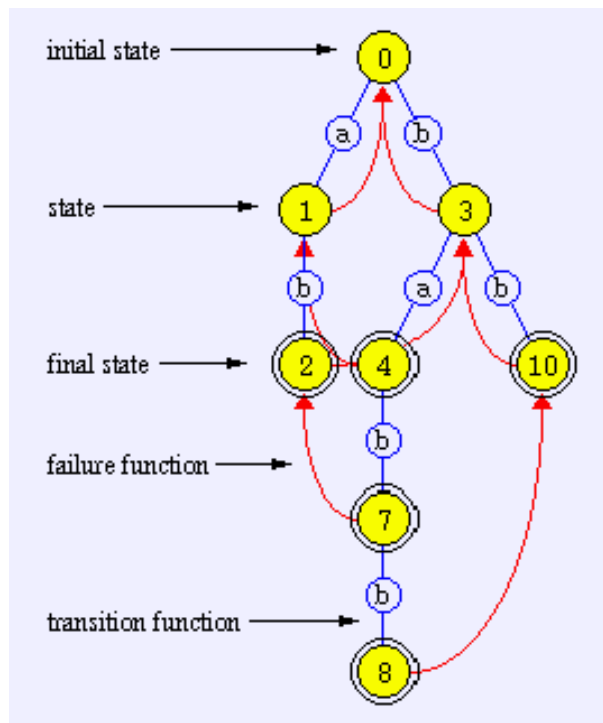 initial state 0
a b
state 1 3
b a b
final state 2 4 10
b
failure function
7
b
transition function
8